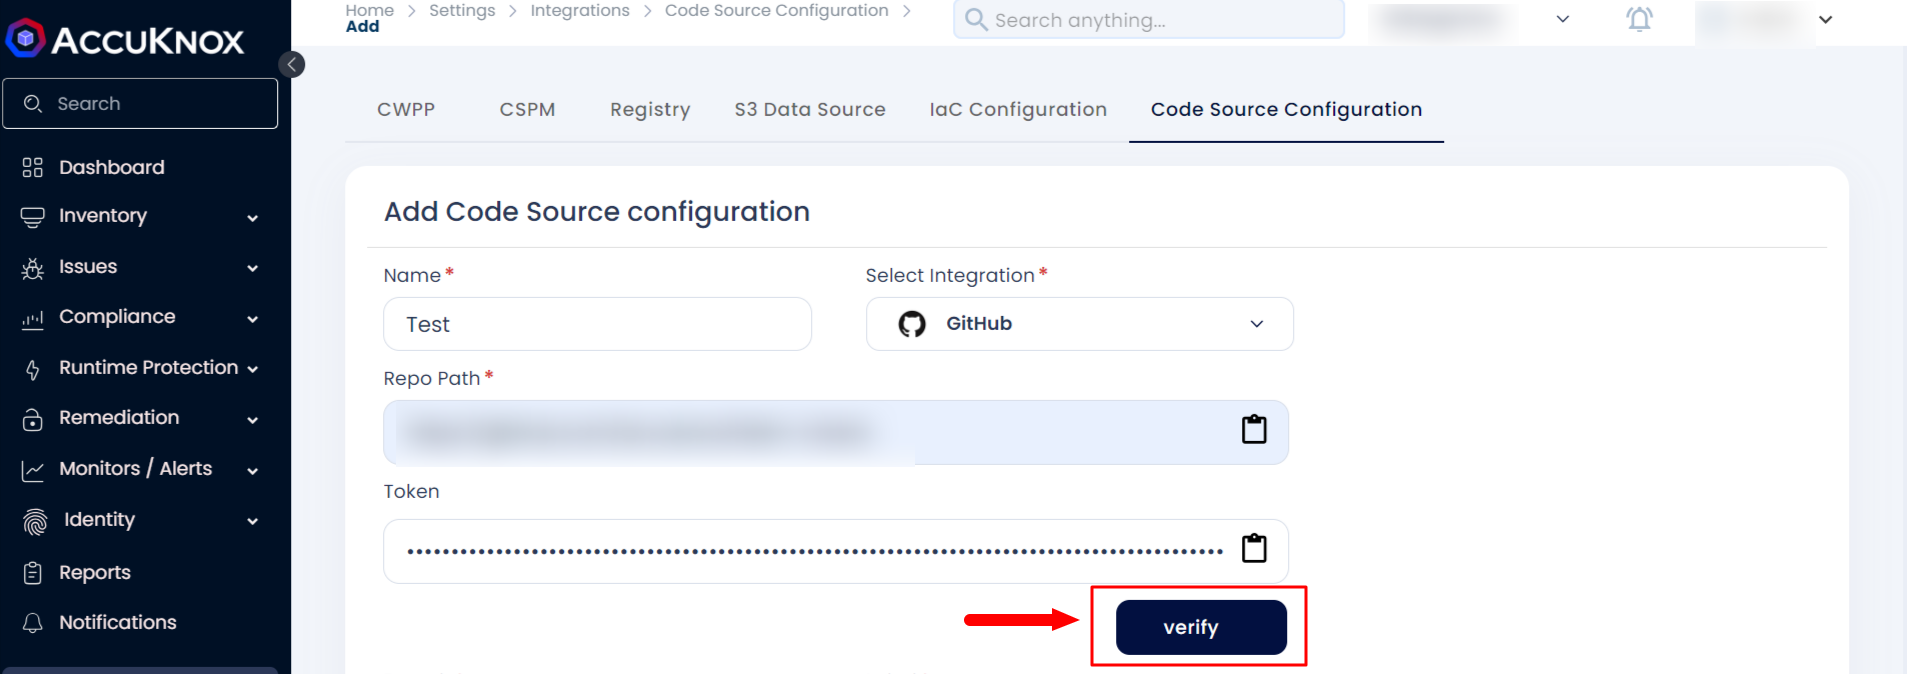 ACCUKNOX
Search
Dashboard
Inventory
Issues
Compliance
Runtime Protection
Remediation
Monitors / Alerts
Identity
Reports
Notifications
Home > Settings > Integrations > Code Source Configuration >
Add
Search anything...
CWPP CSPM Registry S3 Data Source IaC Configuration Code Source Configuration
Add Code Source configuration
Name * Select Integration *
Test GitHub
Repo Path *
Token
verify